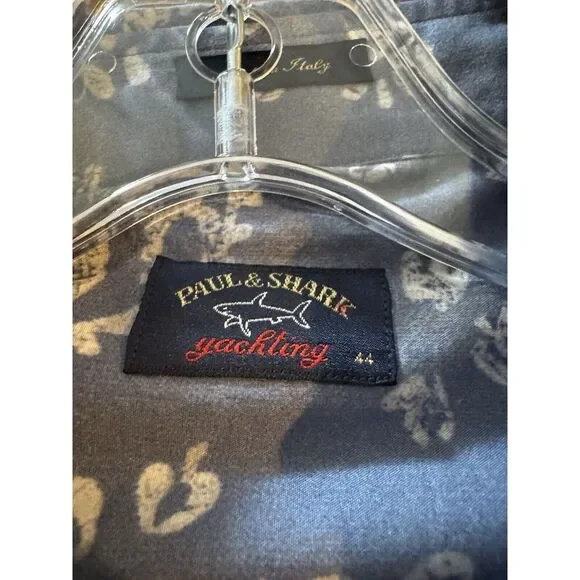 Italy
PAUL & SHARK
yachting
44